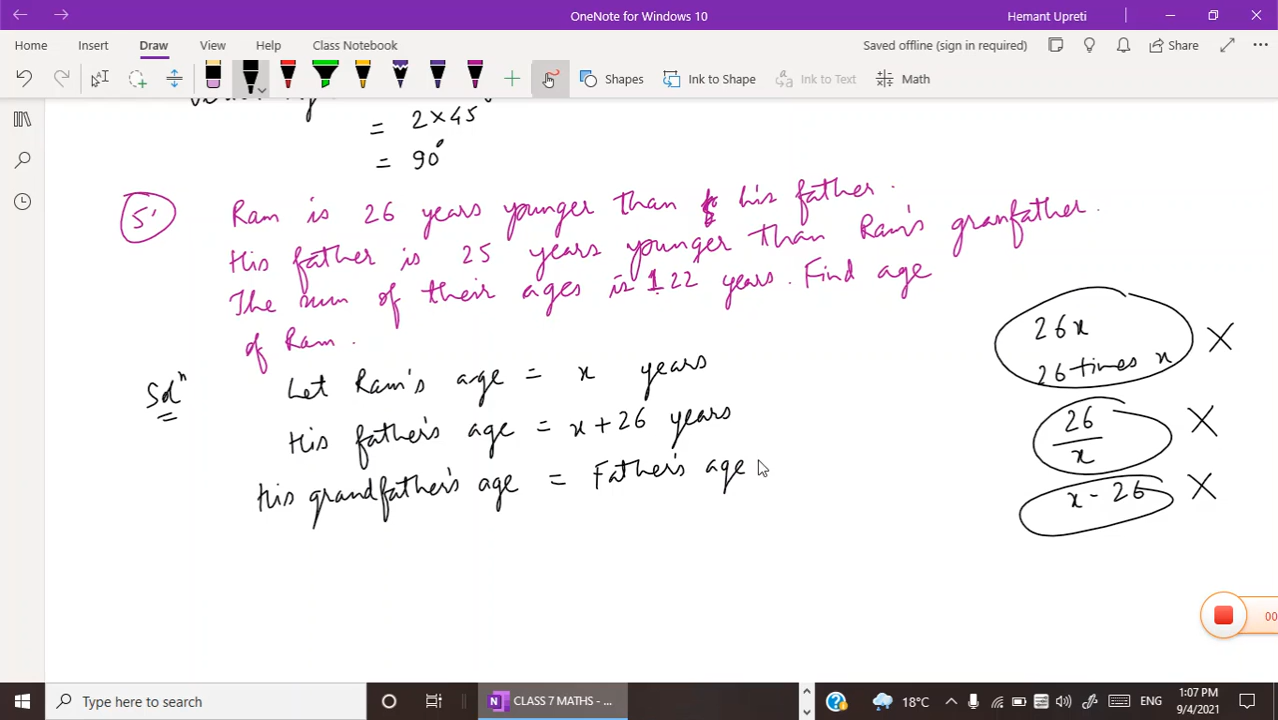 OneNote for Windows 10
Hemant Upreti
Home Insert Draw View Help Class Notebook
Saved offline (sign in required) Share
Shapes Ink to Shape Ink to Text Math
= 2×45°
= 90°
5' Ram is 26 years younger than his father.
His father is 25 years younger than Ram's granfather.
The sum of their ages is 122 years. Find age
of Ram.
Solⁿ Let Ram's age = x years
His father's age = x + 26 years
His grandfather's age = Father's age
26x
26 times x X
26/x X
x - 26 X
00
Type here to search
CLASS 7 MATHS - ...
18°C
ENG
1:07 PM
9/4/2021